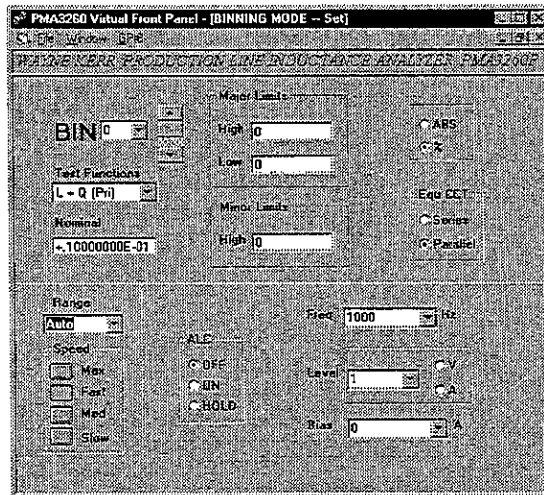 PMA3260 Virtual Front Panel - [BINNING MODE -- Set]
File Window GPIB
WAYNE KERR PRODUCTION LINE INDUCTANCE ANALYZER PMA3260P
BIN 0
Test Functions
L + Q (Pri)
Nominal
+.10000000E-01
Major Limits
High 0
Low 0
Minor Limits
High 0
ABS
%
Equ CCT
Series
Parallel
Range
Auto
Speed
Max
Fast
Med
Slow
ALC
OFF
ON
HOLD
Freq 1000 Hz
Level 1
V
A
Bias 0 A